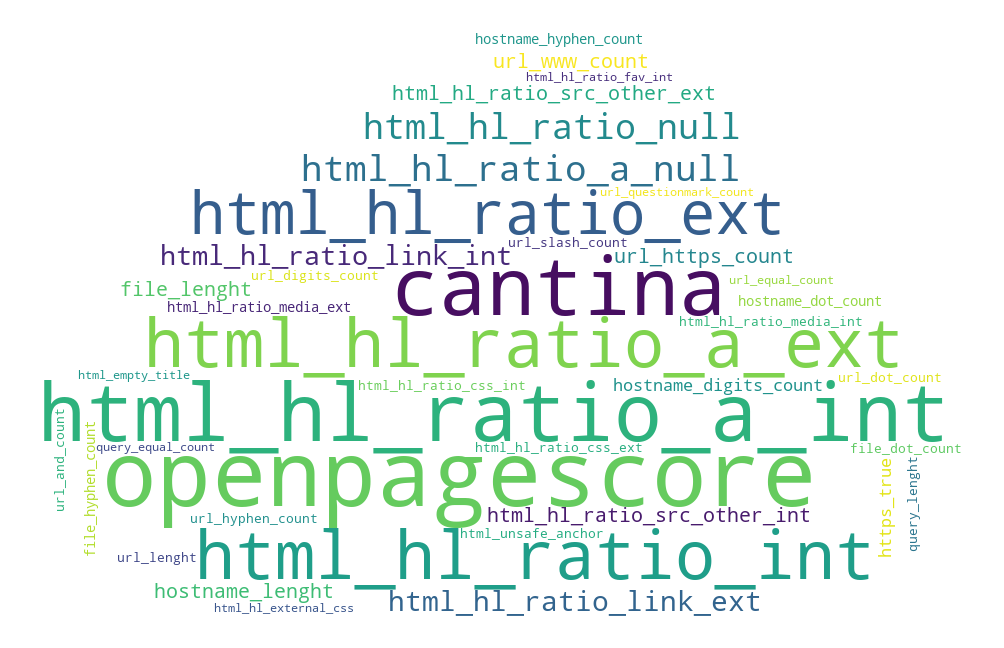 hostname_hyphen_count
url_www_count
html_hl_ratio_fav_int
html_hl_ratio_src_other_ext
html_hl_ratio_null
html_hl_ratio_a_null
url_questionmark_count
html_hl_ratio_ext
url_slash_count
html_hl_ratio_link_int
url_https_count
url_digits_count
cantina
url_equal_count
file_lenght
hostname_dot_count
html_hl_ratio_media_ext
html_hl_ratio_media_int
html_hl_ratio_a_ext
html_empty_title
url_dot_count
html_hl_ratio_css_int
hostname_digits_count
html_hl_ratio_a_int
url_and_count
file_hyphen_count
query_equal_count
html_hl_ratio_css_ext
file_dot_count
openpagescore
https_true
query_lenght
url_hyphen_count
html_hl_ratio_src_other_int
html_unsafe_anchor
url_lenght
html_hl_ratio_int
hostname_lenght
html_hl_external_css
html_hl_ratio_link_ext